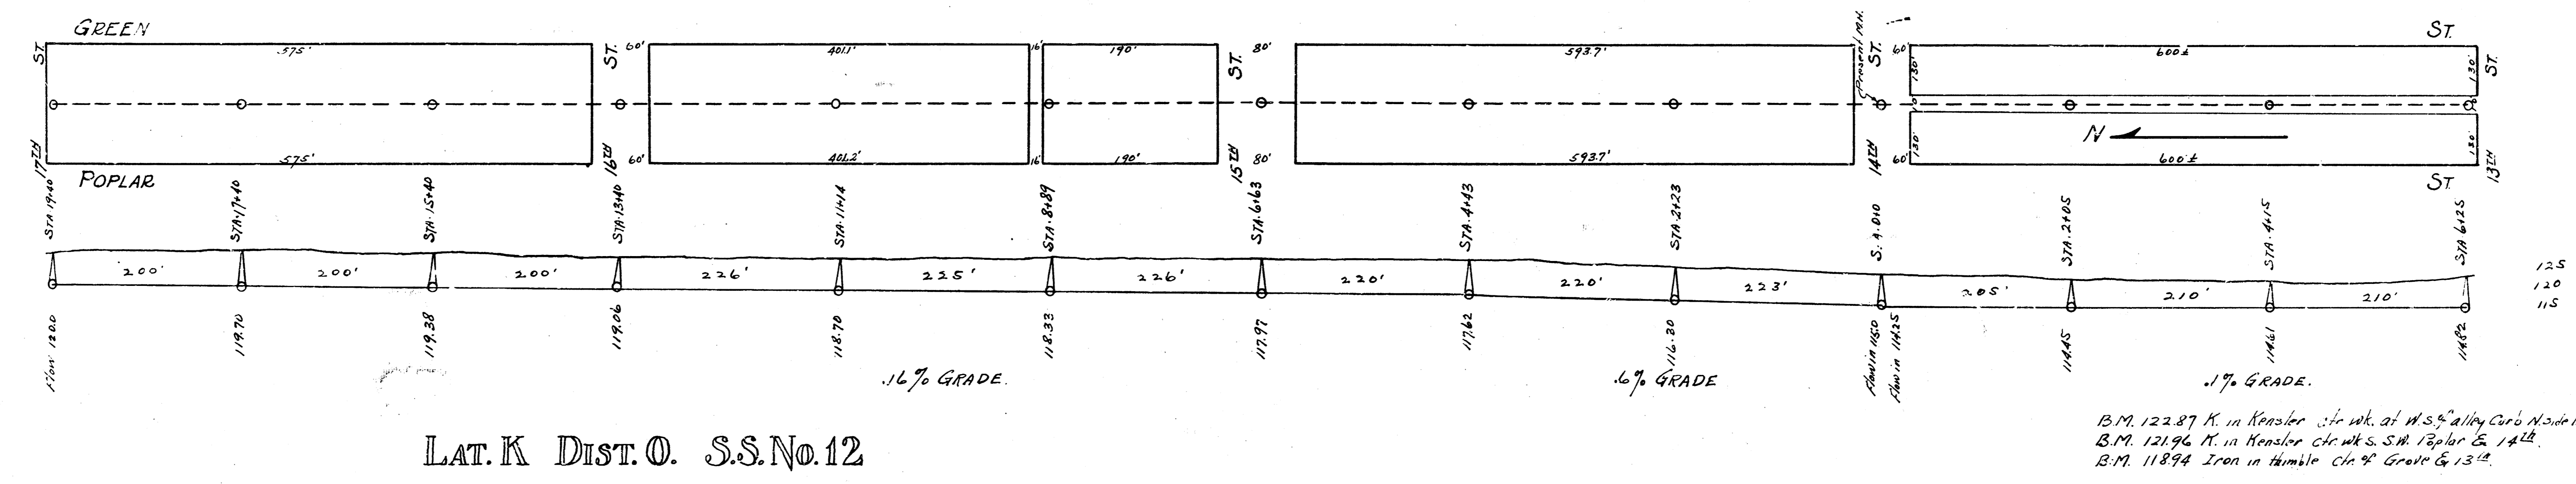 GREEN
ST.
575'
60'
401.1'
16'
190'
80'
593.7'
60'
600±
ST.
ST.
ST.
Present M.H.
ST.
ST.
130'
130'
10'
130'
130'
N
17TH
575'
16TH
60'
401.2'
16'
190'
15TH
80'
593.7'
14TH
60'
600±
13TH
POPLAR
ST.
STA. 19+40
STA. 17+40
STA. 15+40
STA. 13+40
STA. 11+14
STA. 8+89
STA. 6+63
STA. 4+43
STA. 2+23
S.A. 0+0
STA. 2+05
STA. 4+15
STA 6+25
200'
200'
200'
226'
225'
226'
220'
220'
223'
205'
210'
210'
125
120
115
Flow 120.0
119.70
119.38
119.06
118.70
118.33
117.97
117.62
116.30
Flow in 115.0
Flow in 114.25
114.45
114.61
114.82
.16% GRADE.
.6% GRADE
.1% GRADE.
B.M. 122.87 K. in Kensler ctr wk. at W.S. of alley Curb N. side
B.M. 121.96 K. in Kensler ctr. wks. S.W. Poplar & 14th.
B.M. 118.94 Iron in thimble ctr. of Grove & 13th.
LAT. K DIST. O. S.S. No. 12